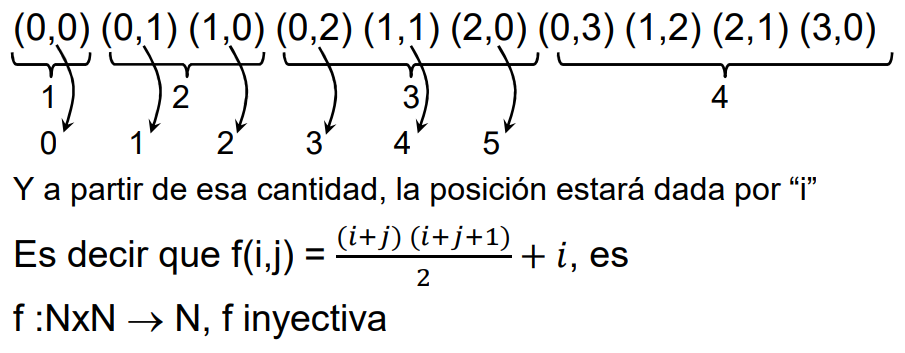 (0,0) (0,1) (1,0) (0,2) (1,1) (2,0) (0,3) (1,2) (2,1) (3,0)
1 2 3 4
0 1 2 3 4 5
Y a partir de esa cantidad, la posición estará dada por “i”
Es decir que f(i,j) = \frac{(i+j) (i+j+1)}{2} + i, es
f :NxN → N, f inyectiva